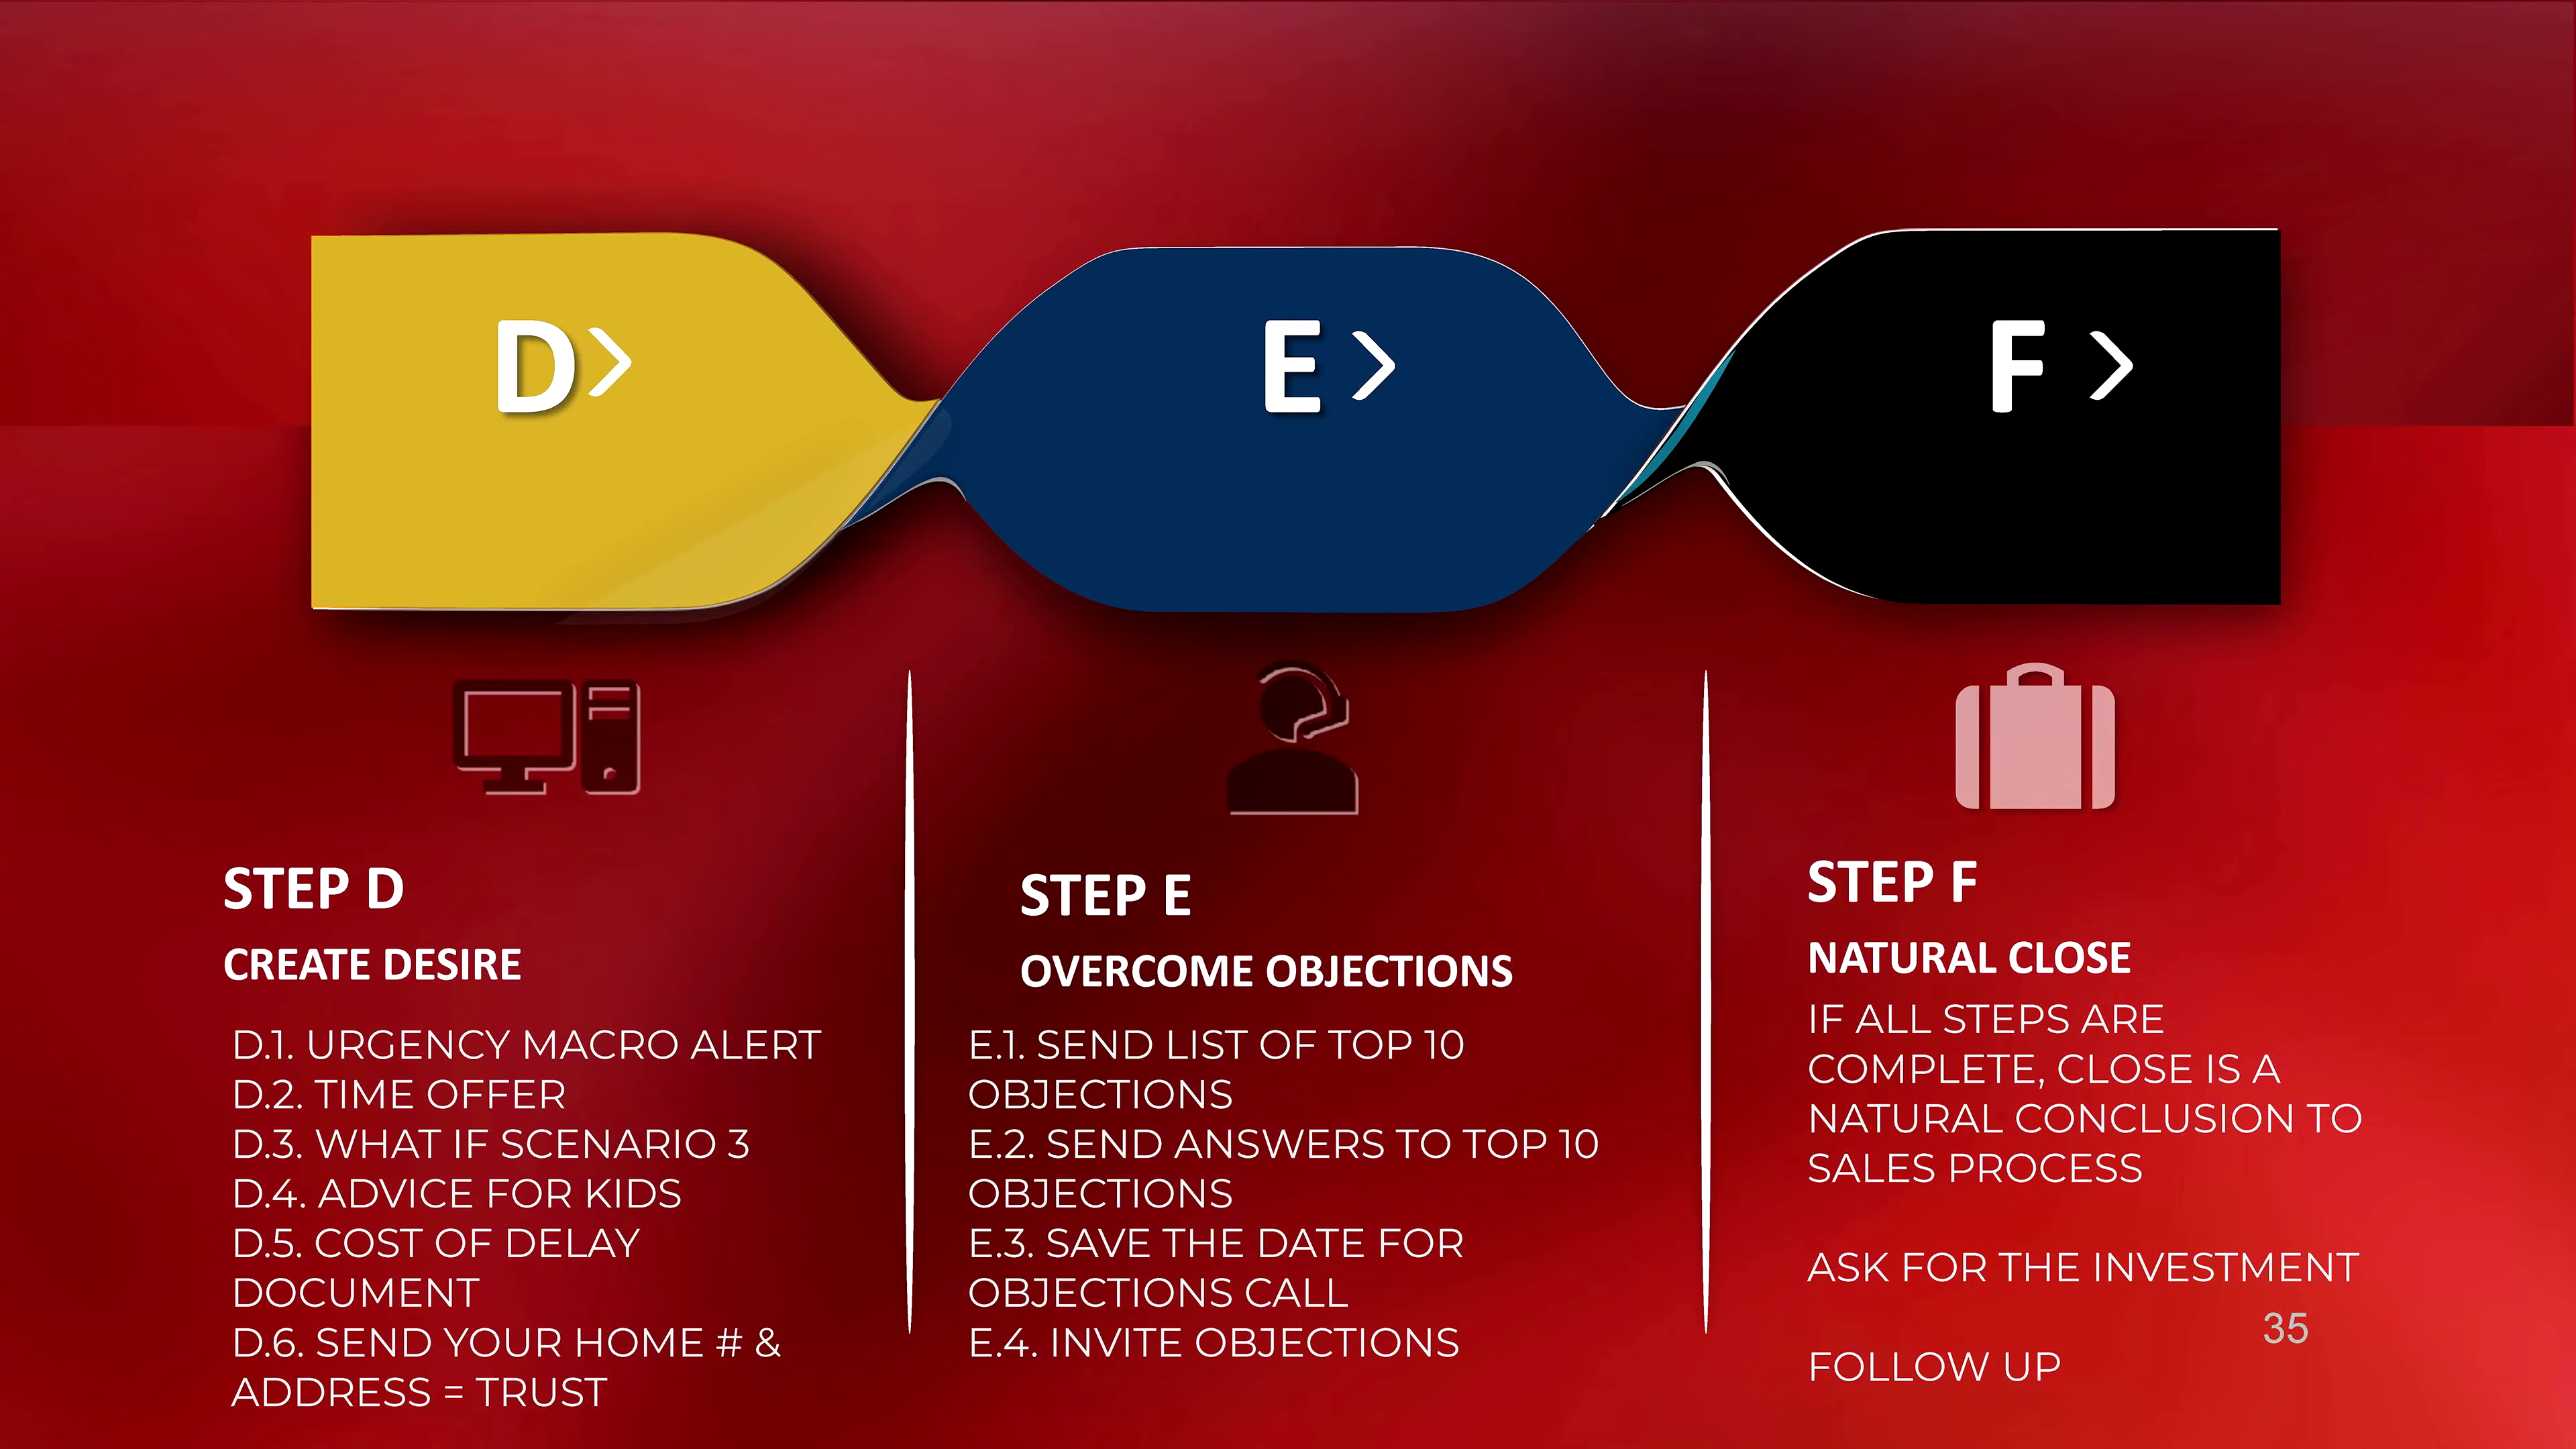 D>
E >
F >
STEP D
CREATE DESIRE
D.1. URGENCY MACRO ALERT
D.2. TIME OFFER
D.3. WHAT IF SCENARIO 3
D.4. ADVICE FOR KIDS
D.5. COST OF DELAY
DOCUMENT
D.6. SEND YOUR HOME # &
ADDRESS = TRUST
STEP E
OVERCOME OBJECTIONS
E.1. SEND LIST OF TOP 10
OBJECTIONS
E.2. SEND ANSWERS TO TOP 10
OBJECTIONS
E.3. SAVE THE DATE FOR
OBJECTIONS CALL
E.4. INVITE OBJECTIONS
STEP F
NATURAL CLOSE
IF ALL STEPS ARE
COMPLETE, CLOSE IS A
NATURAL CONCLUSION TO
SALES PROCESS
ASK FOR THE INVESTMENT
FOLLOW UP
35